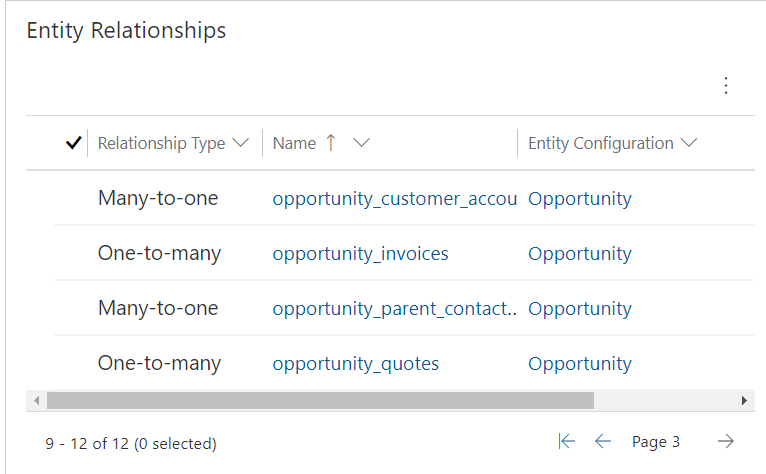 Entity Relationships
Relationship Type Name Entity Configuration
Many-to-one opportunity_customer_accou Opportunity
One-to-many opportunity_invoices Opportunity
Many-to-one opportunity_parent_contact.. Opportunity
One-to-many opportunity_quotes Opportunity
9 - 12 of 12 (0 selected) Page 3